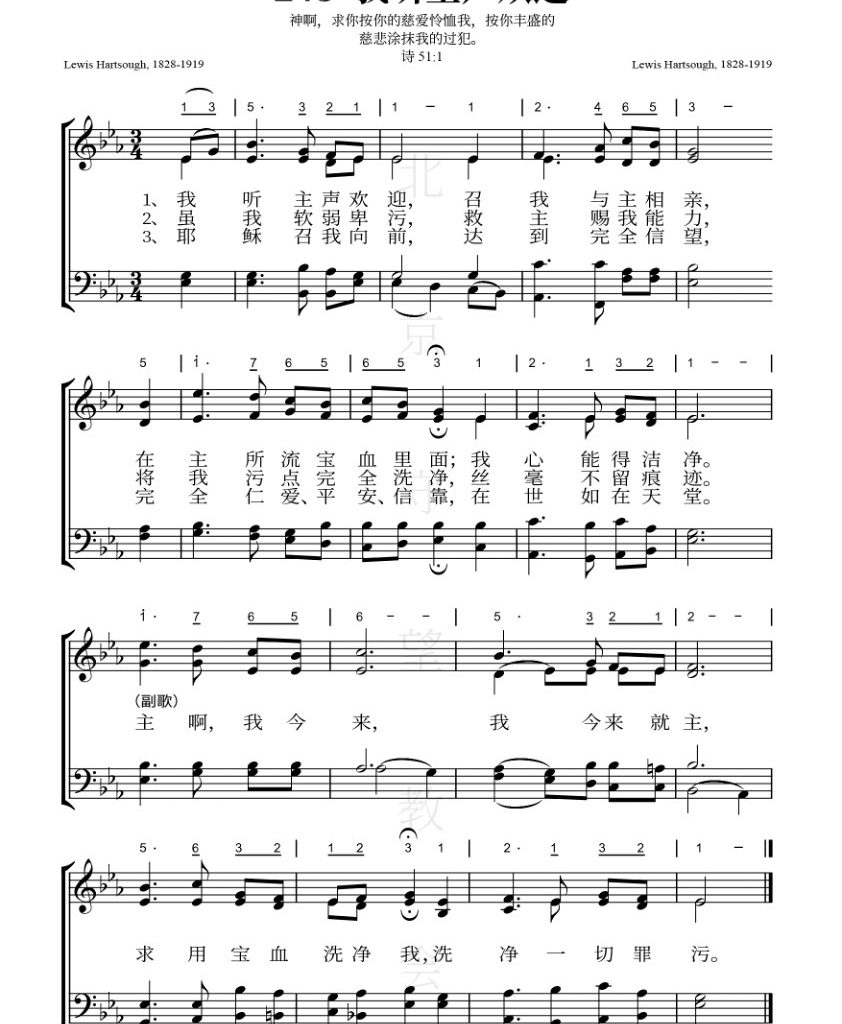 神啊，求你按你的慈爱怜恤我，按你丰盛的
慈悲涂抹我的过犯。
诗 51:1
Lewis Hartsough, 1828-1919 Lewis Hartsough, 1828-1919
1 3 | 5· 3 2 1 | 1 – 1 | 2· 4 6 5 | 3 –
1、我 听 主声欢 迎，召 我 与主相 亲，
2、虽 我 软弱卑 污，救 主 赐我能 力，
3、耶 稣 召我向 前，达 到 完全信 望，
5 | 1· 7 6 5 | 6 5 3 1 | 2· 1 3 2 | 1 – – |
在 主 所流宝 血里面；我 心 能得洁 净。
将 我 污点完 全洗净，丝 毫 不留痕 迹。
完 全 仁爱、平 安、信靠，在 世 如在天 堂。
1· 7 6 5 | 6 – – | 5· 3 2 1 | 2 – – |
（副歌）
主 啊，我 今 来， 我 今来 就 主，
5· 6 3 2 | 1 2 3 1 | 2· 1 3 2 | 1 –
求 用 宝 血 洗 净 我，洗 净 一 切 罪 污。
北京守望教会